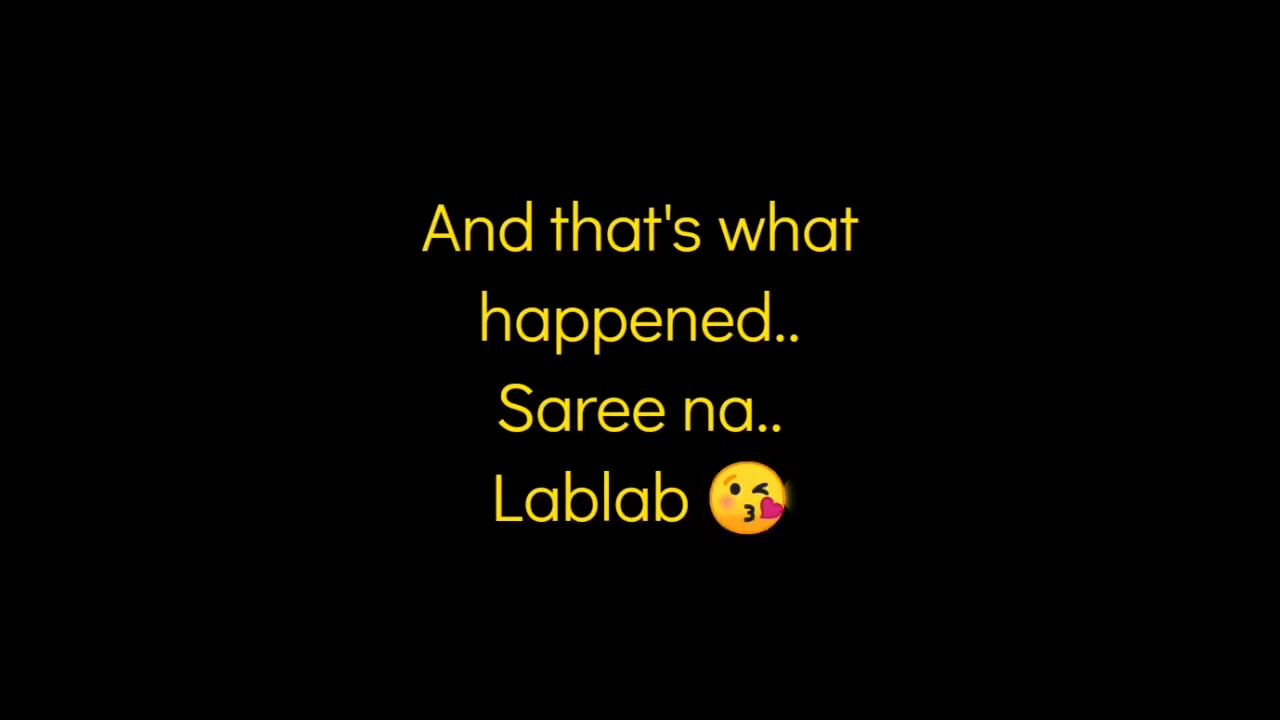 And that's what
happened..
Saree na..
Lablab 😘